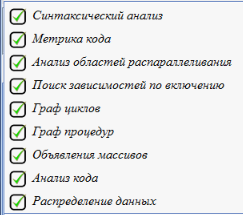 Синтаксический анализ
Метрика кода
Анализ областей распараллеливания
Поиск зависимостей по включению
Граф циклов
Граф процедур
Объявления массивов
Анализ кода
Распределение данных